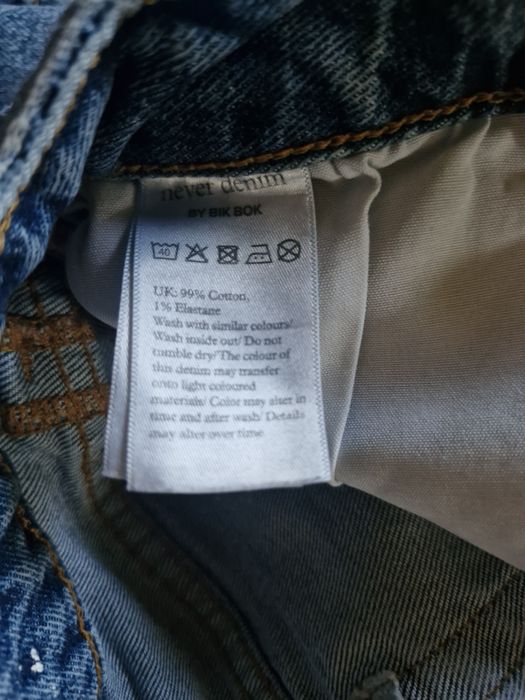 never denim
BY BIK BOK
40
UK: 99% Cotton,
1% Elastane
Wash with similar colours/
Wash inside out/ Do not
tumble dry/ The colour of
this denim may transfer
onto light coloured
materials/ Color may alter in
time and after wash/ Details
may alter over time